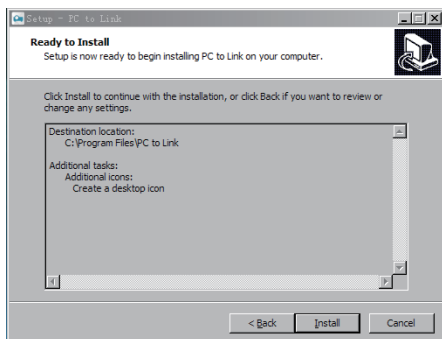 Setup - PC to Link
Ready to Install
Setup is now ready to begin installing PC to Link on your computer.
Click Install to continue with the installation, or click Back if you want to review or
change any settings.
Destination location:
C:\Program Files\PC to Link
Additional tasks:
Additional icons:
Create a desktop icon
< Back
Install
Cancel